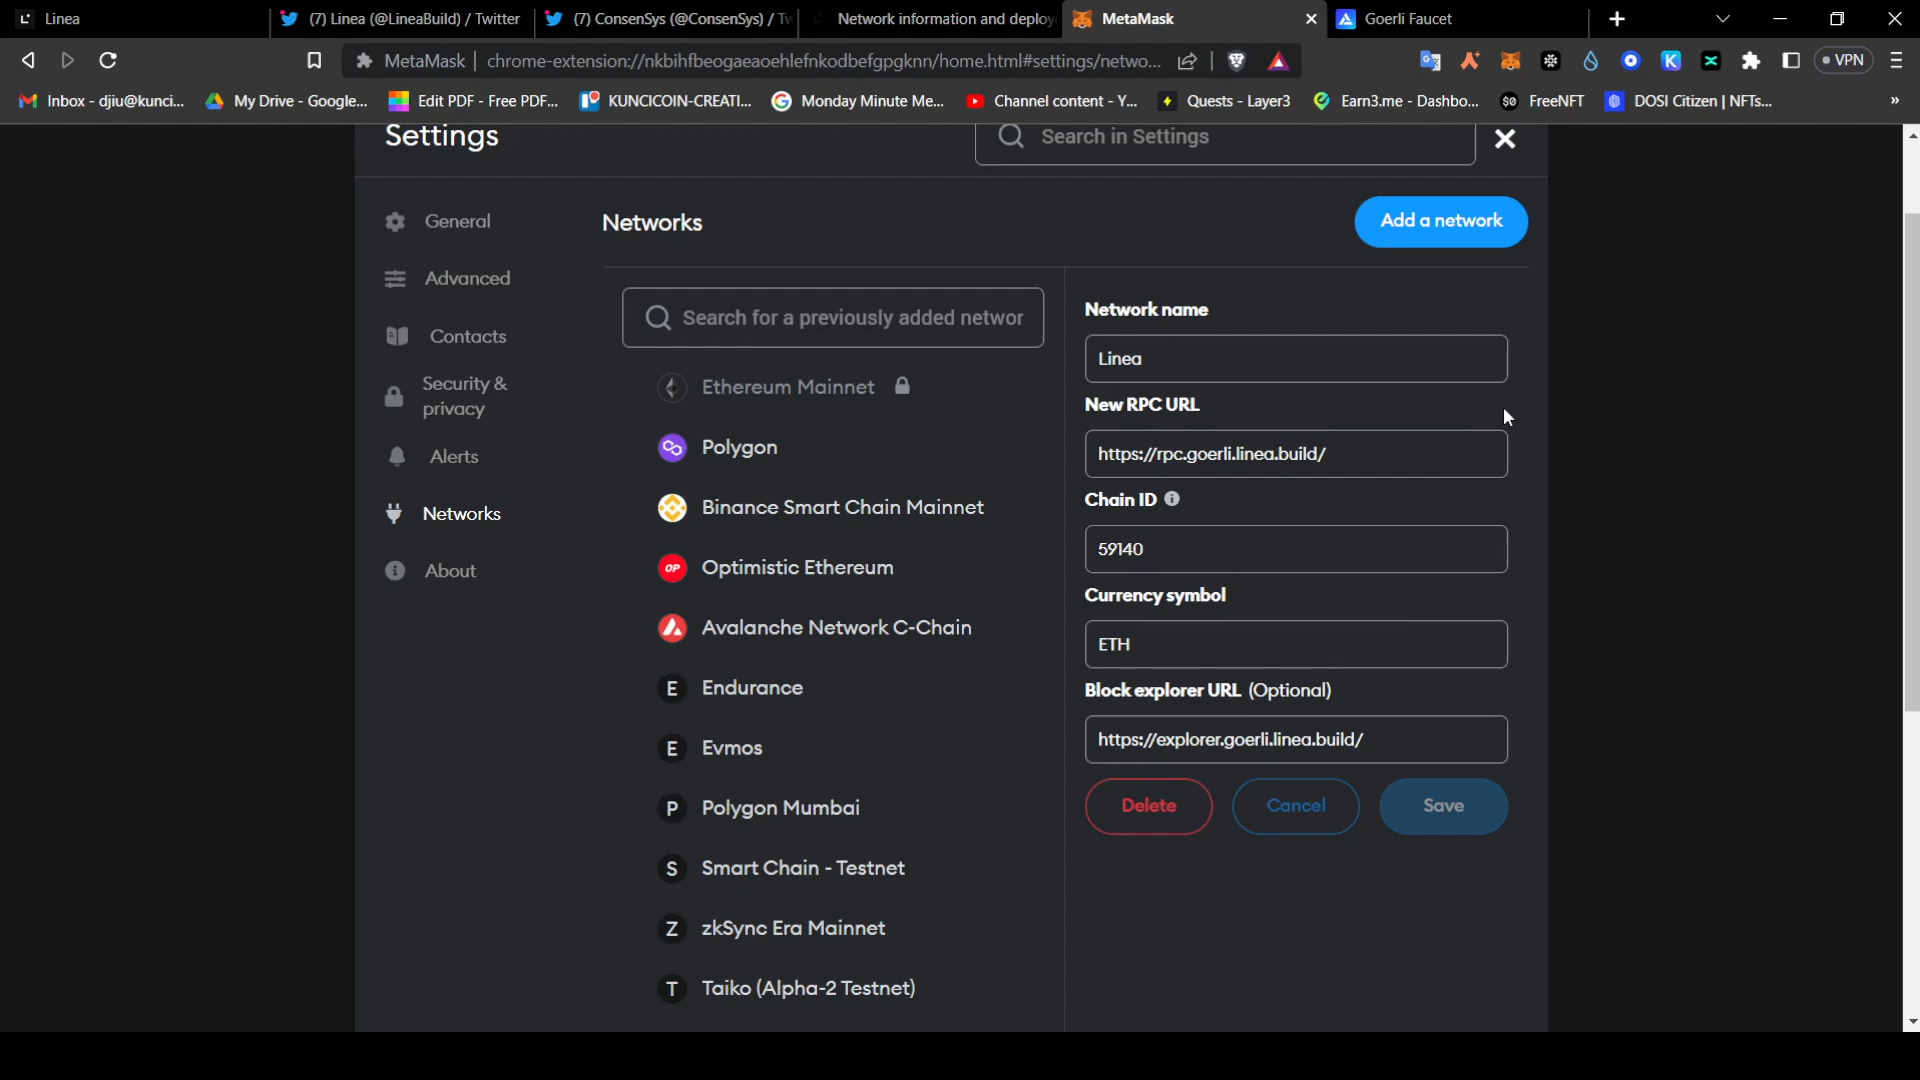 Linea
(7) Linea (@LineaBuild) / Twitter
(7) ConsenSys (@ConsenSys) / Tw
Network information and deploy
MetaMask
Goerli Faucet
MetaMask
chrome-extension://nkbihfbeogaeaoehlefnkodbefgpgknn/home.html#settings/netwo...
VPN
Inbox - djiu@kunci...
My Drive - Google...
Edit PDF - Free PDF...
KUNCICOIN-CREATI...
Monday Minute Me...
Channel content - Y...
Quests - Layer3
Earn3.me - Dashbo...
FreeNFT
DOSI Citizen | NFTs...
»
Settings
Search in Settings
General
Advanced
Contacts
Security &
privacy
Alerts
Networks
About
Networks
Add a network
Search for a previously added networ
Ethereum Mainnet
Polygon
Binance Smart Chain Mainnet
OP Optimistic Ethereum
Avalanche Network C-Chain
E Endurance
E Evmos
P Polygon Mumbai
S Smart Chain - Testnet
Z zkSync Era Mainnet
T Taiko (Alpha-2 Testnet)
Network name
Linea
New RPC URL
https://rpc.goerli.linea.build/
Chain ID
59140
Currency symbol
ETH
Block explorer URL (Optional)
https://explorer.goerli.linea.build/
Delete
Cancel
Save